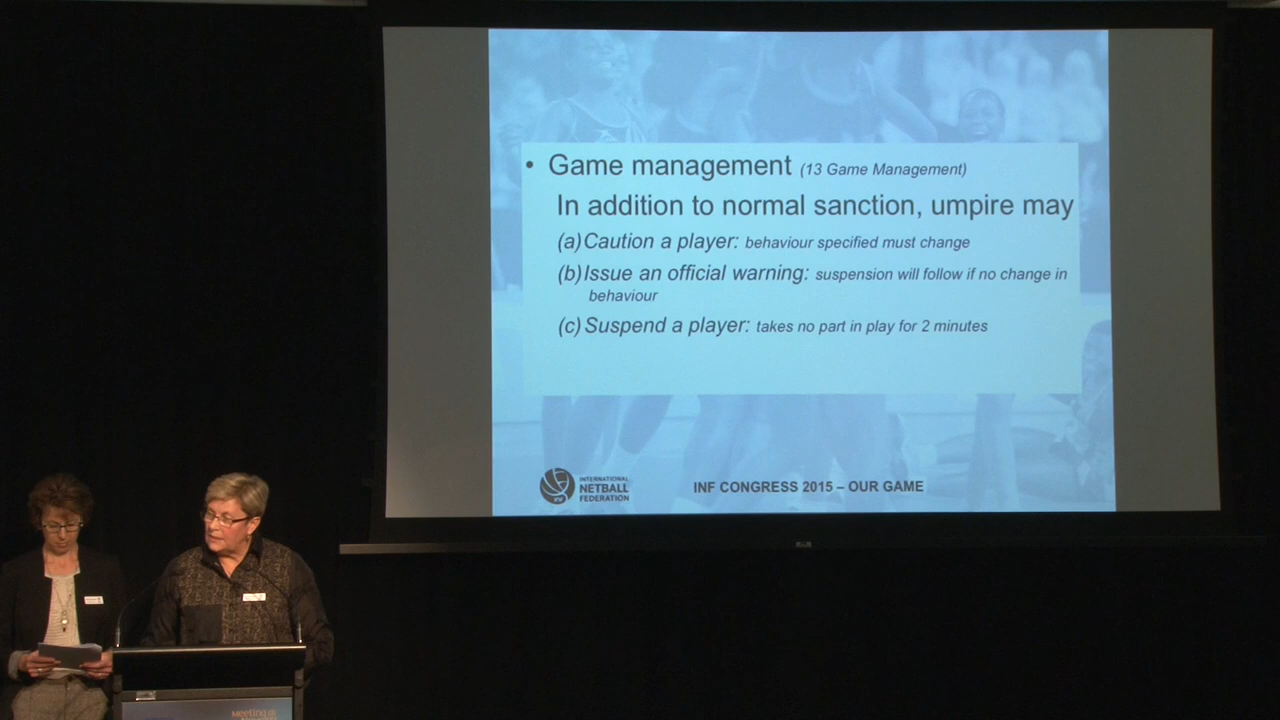 • Game management (13 Game Management)
In addition to normal sanction, umpire may
(a) Caution a player: behaviour specified must change
(b) Issue an official warning: suspension will follow if no change in
behaviour
(c) Suspend a player: takes no part in play for 2 minutes
INTERNATIONAL
NETBALL
FEDERATION
INF CONGRESS 2015 – OUR GAME
Meeting